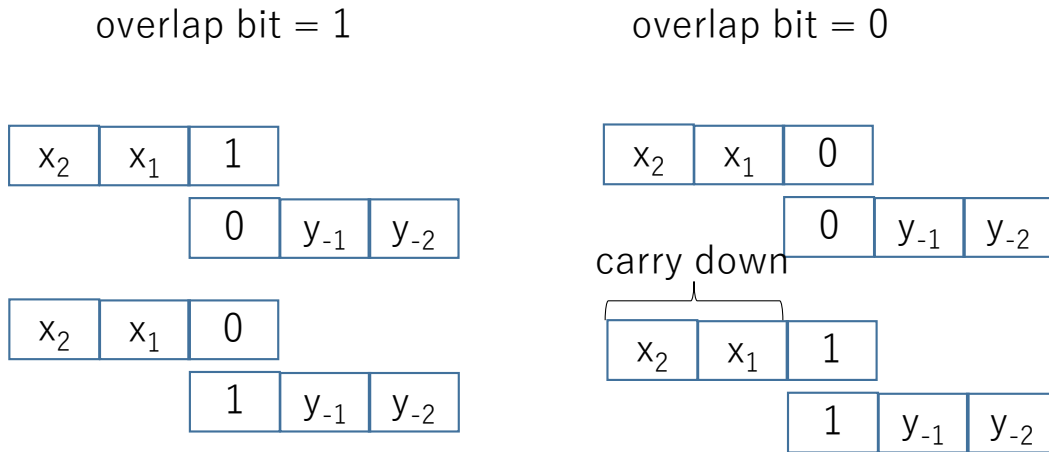 overlap bit = 1
x₂ x₁ 1
0 y₋₁ y₋₂
x₂ x₁ 0
1 y₋₁ y₋₂
overlap bit = 0
x₂ x₁ 0
0 y₋₁ y₋₂
carry down
x₂ x₁ 1
1 y₋₁ y₋₂